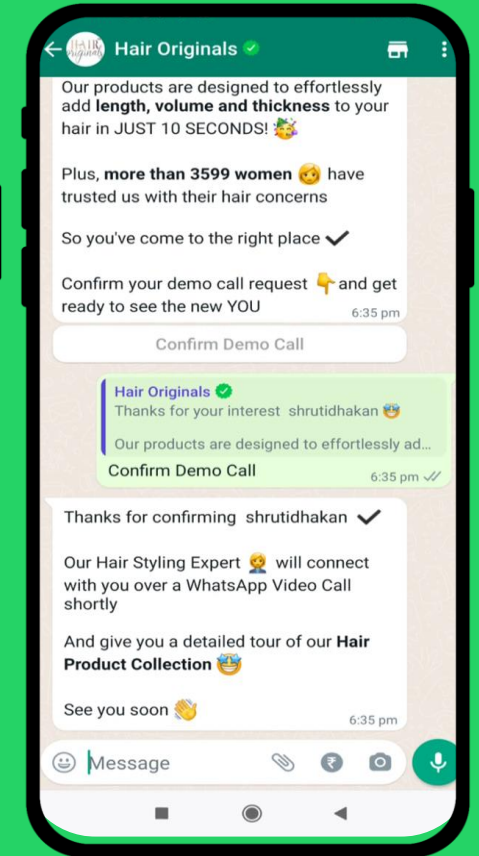 HAIR
Originals
Hair Originals
Our products are designed to effortlessly
add length, volume and thickness to your
hair in JUST 10 SECONDS! 🥳
Plus, more than 3599 women 👩 have
trusted us with their hair concerns
So you've come to the right place ✔️
Confirm your demo call request 👇 and get
ready to see the new YOU
6:35 pm
Confirm Demo Call
Hair Originals
Thanks for your interest shrutidhakan 🤩
Our products are designed to effortlessly ad...
Confirm Demo Call
6:35 pm
Thanks for confirming shrutidhakan ✔️
Our Hair Styling Expert 🧑‍💼 will connect
with you over a WhatsApp Video Call
shortly
And give you a detailed tour of our Hair
Product Collection 🤩
See you soon 👋
6:35 pm
Message
₹